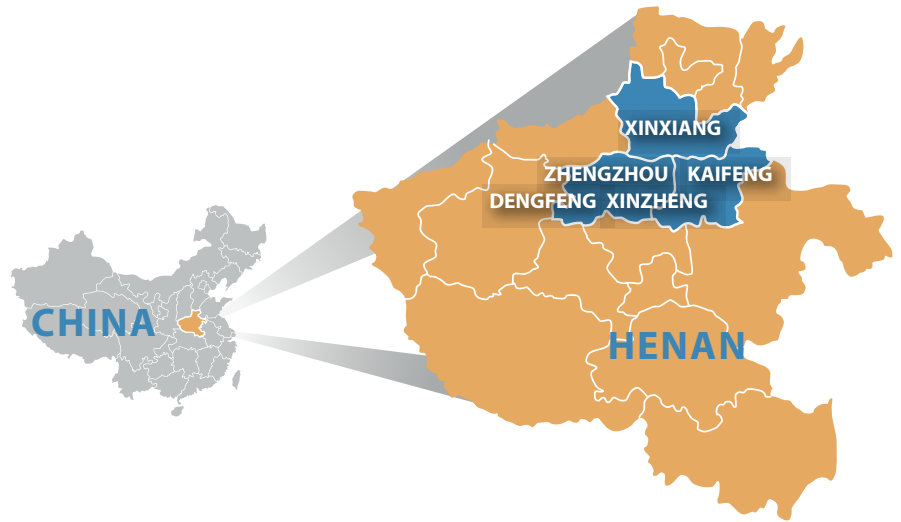 XINXIANG
ZHENGZHOU KAIFENG
DENGFENG XINZHENG
CHINA
HENAN